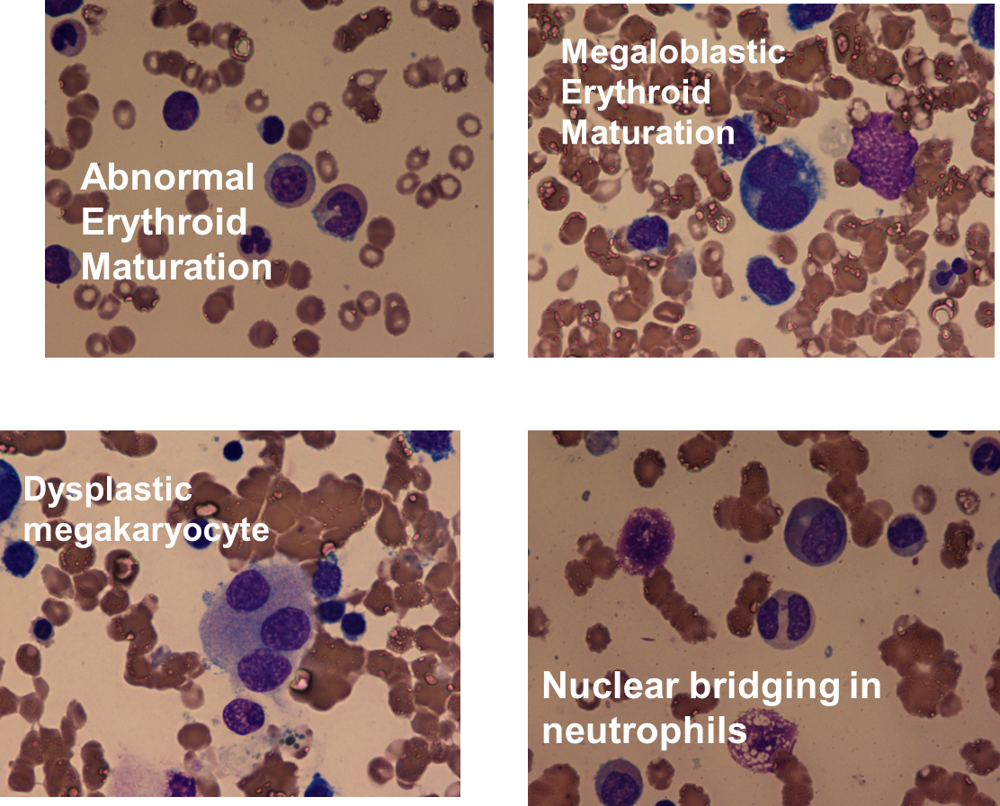 Abnormal
Erythroid
Maturation
Megaloblastic
Erythroid
Maturation
Dysplastic
megakaryocyte
Nuclear bridging in
neutrophils